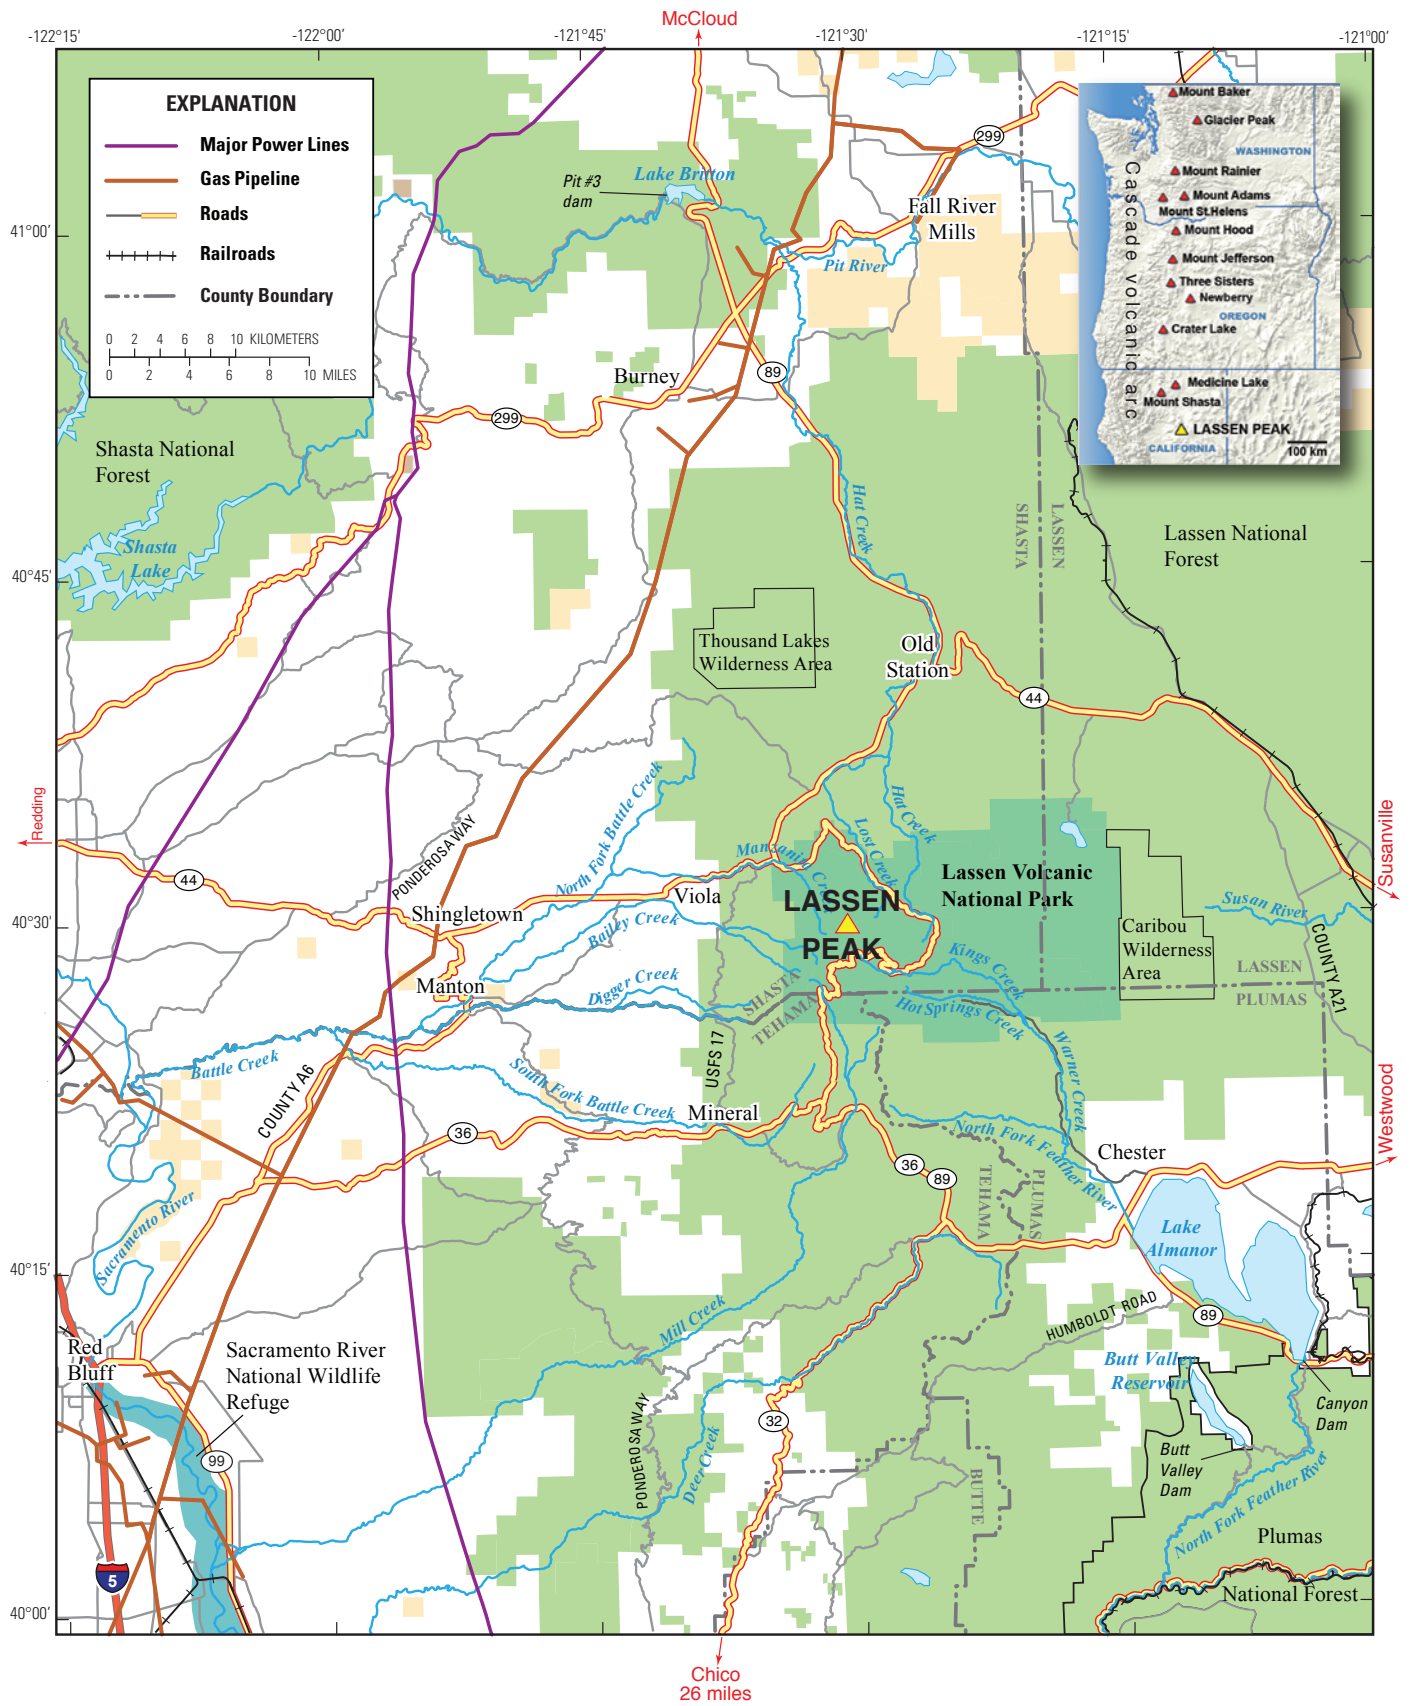 McCloud
-122°15'
-122°00'
-121°45'
-121°30'
-121°15'
-121°00'
EXPLANATION
Major Power Lines
Gas Pipeline
Roads
Railroads
County Boundary
0 2 4 6 8 10 KILOMETERS
0 2 4 6 8 10 MILES
Mount Baker
Glacier Peak
WASHINGTON
Mount Rainier
Mount Adams
Mount St.Helens
Mount Hood
Mount Jefferson
Three Sisters
Newberry
OREGON
Crater Lake
Medicine Lake
Mount Shasta
LASSEN PEAK
CALIFORNIA
100 km
Cascade volcanic arc
299
Pit #3
dam
Lake Britton
Fall River
Mills
41°00'
Pit River
Burney
89
299
Shasta National
Forest
Hat Creek
SHASTA
LASSEN
Lassen National
Forest
Shasta
Lake
40°45'
Thousand Lakes
Wilderness Area
Old
Station
44
Redding
Susanville
PONDEROSA WAY
North Fork Battle Creek
Hat Creek
Lost Creek
Manzanita Creek
Lassen Volcanic
National Park
44
Viola
LASSEN
PEAK
Shingletown
Bailey Creek
Susan River
40°30'
Caribou
Wilderness
Area
COUNTY A21
Kings Creek
LASSEN
PLUMAS
Manton
Digger Creek
SHASTA
TEHAMA
Hot Springs Creek
USFS 17
Battle Creek
COUNTY A6
South Fork Battle Creek
Warner Creek
Mineral
36
North Fork Feather River
Westwood
Chester
36
89
TEHAMA
PLUMAS
Sacramento River
Lake
Almanor
40°15'
Mill Creek
HUMBOLDT ROAD
89
Red
Bluff
Sacramento River
National Wildlife
Refuge
Butt Valley
Reservoir
Canyon
Dam
PONDEROSA WAY
Deer Creek
32
99
Butt
Valley
Dam
BUTTE
North Fork Feather River
Plumas
National Forest
5
40°00'
Chico
26 miles